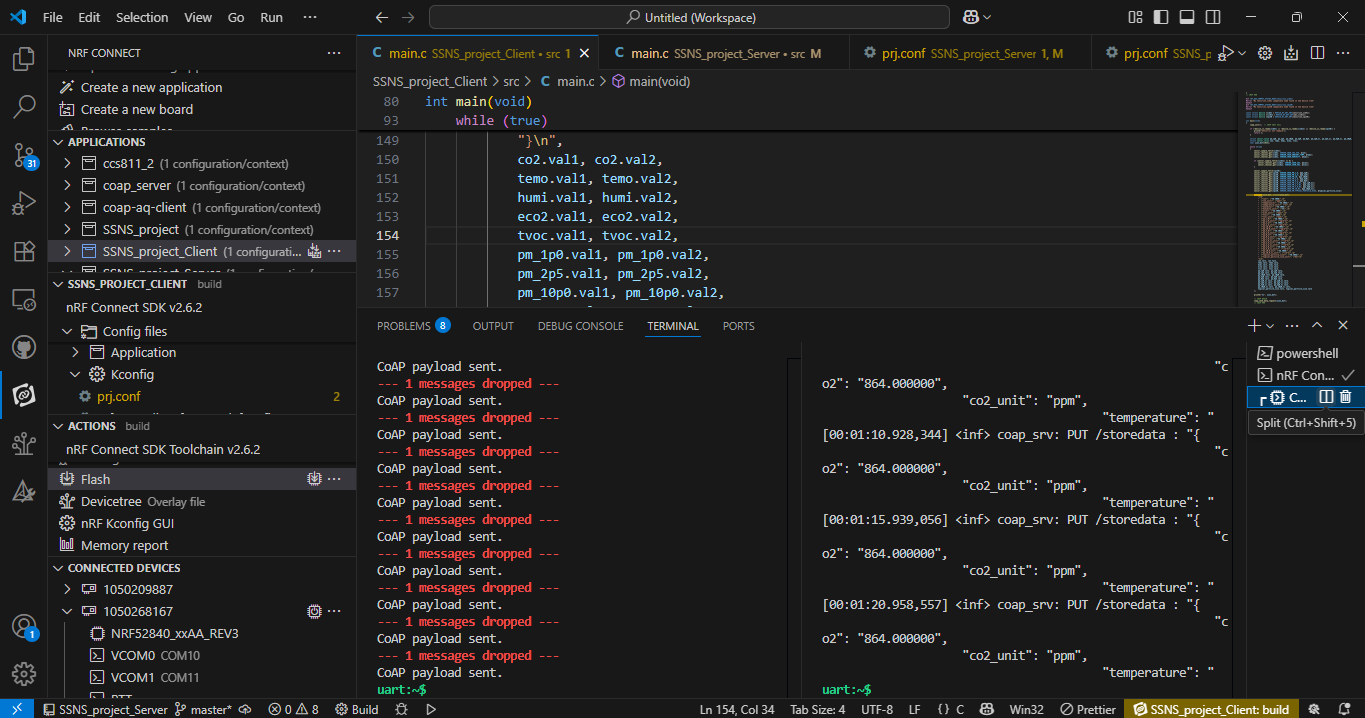 File Edit Selection View Go Run ··· Untitled (Workspace)
NRF CONNECT
Create a new application
Create a new board
Browse samples
APPLICATIONS
ccs811_2 (1 configuration/context)
coap_server (1 configuration/context)
coap-aq-client (1 configuration/context)
SSNS_project (1 configuration/context)
SSNS_project_Client (1 configurati...
SSNS_PROJECT_CLIENT build
nRF Connect SDK v2.6.2
Config files
Application
Kconfig
prj.conf 2
ACTIONS build
nRF Connect SDK Toolchain v2.6.2
Flash
Devicetree Overlay file
nRF Kconfig GUI
Memory report
CONNECTED DEVICES
1050209887
1050268167
NRF52840_xxAA_REV3
VCOM0 COM10
VCOM1 COM11
RTT
31
1
main.c SSNS_project_Client • src 1
main.c SSNS_project_Server • src M
prj.conf SSNS_project_Server 1, M
prj.conf SSNS_p
SSNS_project_Client > src > C main.c > main(void)
80 int main(void)
93 while (true)
149 "}\n",
150 co2.val1, co2.val2,
151 temo.val1, temo.val2,
152 humi.val1, humi.val2,
153 eco2.val1, eco2.val2,
154 tvoc.val1, tvoc.val2,
155 pm_1p0.val1, pm_1p0.val2,
156 pm_2p5.val1, pm_2p5.val2,
157 pm_10p0.val1, pm_10p0.val2,
PROBLEMS 8 OUTPUT DEBUG CONSOLE TERMINAL PORTS
CoAP payload sent.
--- 1 messages dropped ---
CoAP payload sent.
--- 1 messages dropped ---
CoAP payload sent.
--- 1 messages dropped ---
CoAP payload sent.
--- 1 messages dropped ---
CoAP payload sent.
--- 1 messages dropped ---
CoAP payload sent.
--- 1 messages dropped ---
CoAP payload sent.
--- 1 messages dropped ---
CoAP payload sent.
--- 1 messages dropped ---
CoAP payload sent.
--- 1 messages dropped ---
CoAP payload sent.
uart:~$
"c
o2": "864.000000",
"co2_unit": "ppm",
"temperature": "
[00:01:10.928,344] <inf> coap_srv: PUT /storedata : "{
"c
o2": "864.000000",
"co2_unit": "ppm",
"temperature": "
[00:01:15.939,056] <inf> coap_srv: PUT /storedata : "{
"c
o2": "864.000000",
"co2_unit": "ppm",
"temperature": "
[00:01:20.958,557] <inf> coap_srv: PUT /storedata : "{
"c
o2": "864.000000",
"co2_unit": "ppm",
"temperature": "
uart:~$
powershell
nRF Con...
C...
Split (Ctrl+Shift+5)
SSNS_project_Server master* 0 8 Build Ln 154, Col 34 Tab Size: 4 UTF-8 LF {} C Win32 Prettier SSNS_project_Client: build